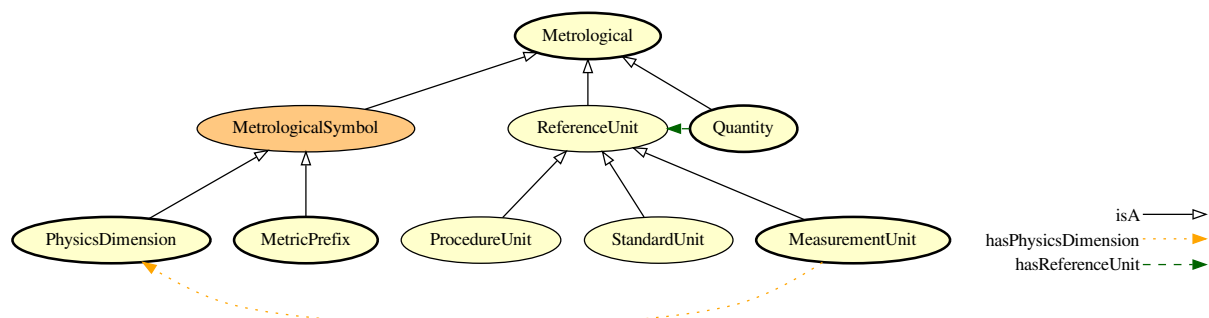 Metrological
MetrologicalSymbol
ReferenceUnit
Quantity
PhysicsDimension
MetricPrefix
ProcedureUnit
StandardUnit
MeasurementUnit
isA
hasPhysicsDimension
hasReferenceUnit